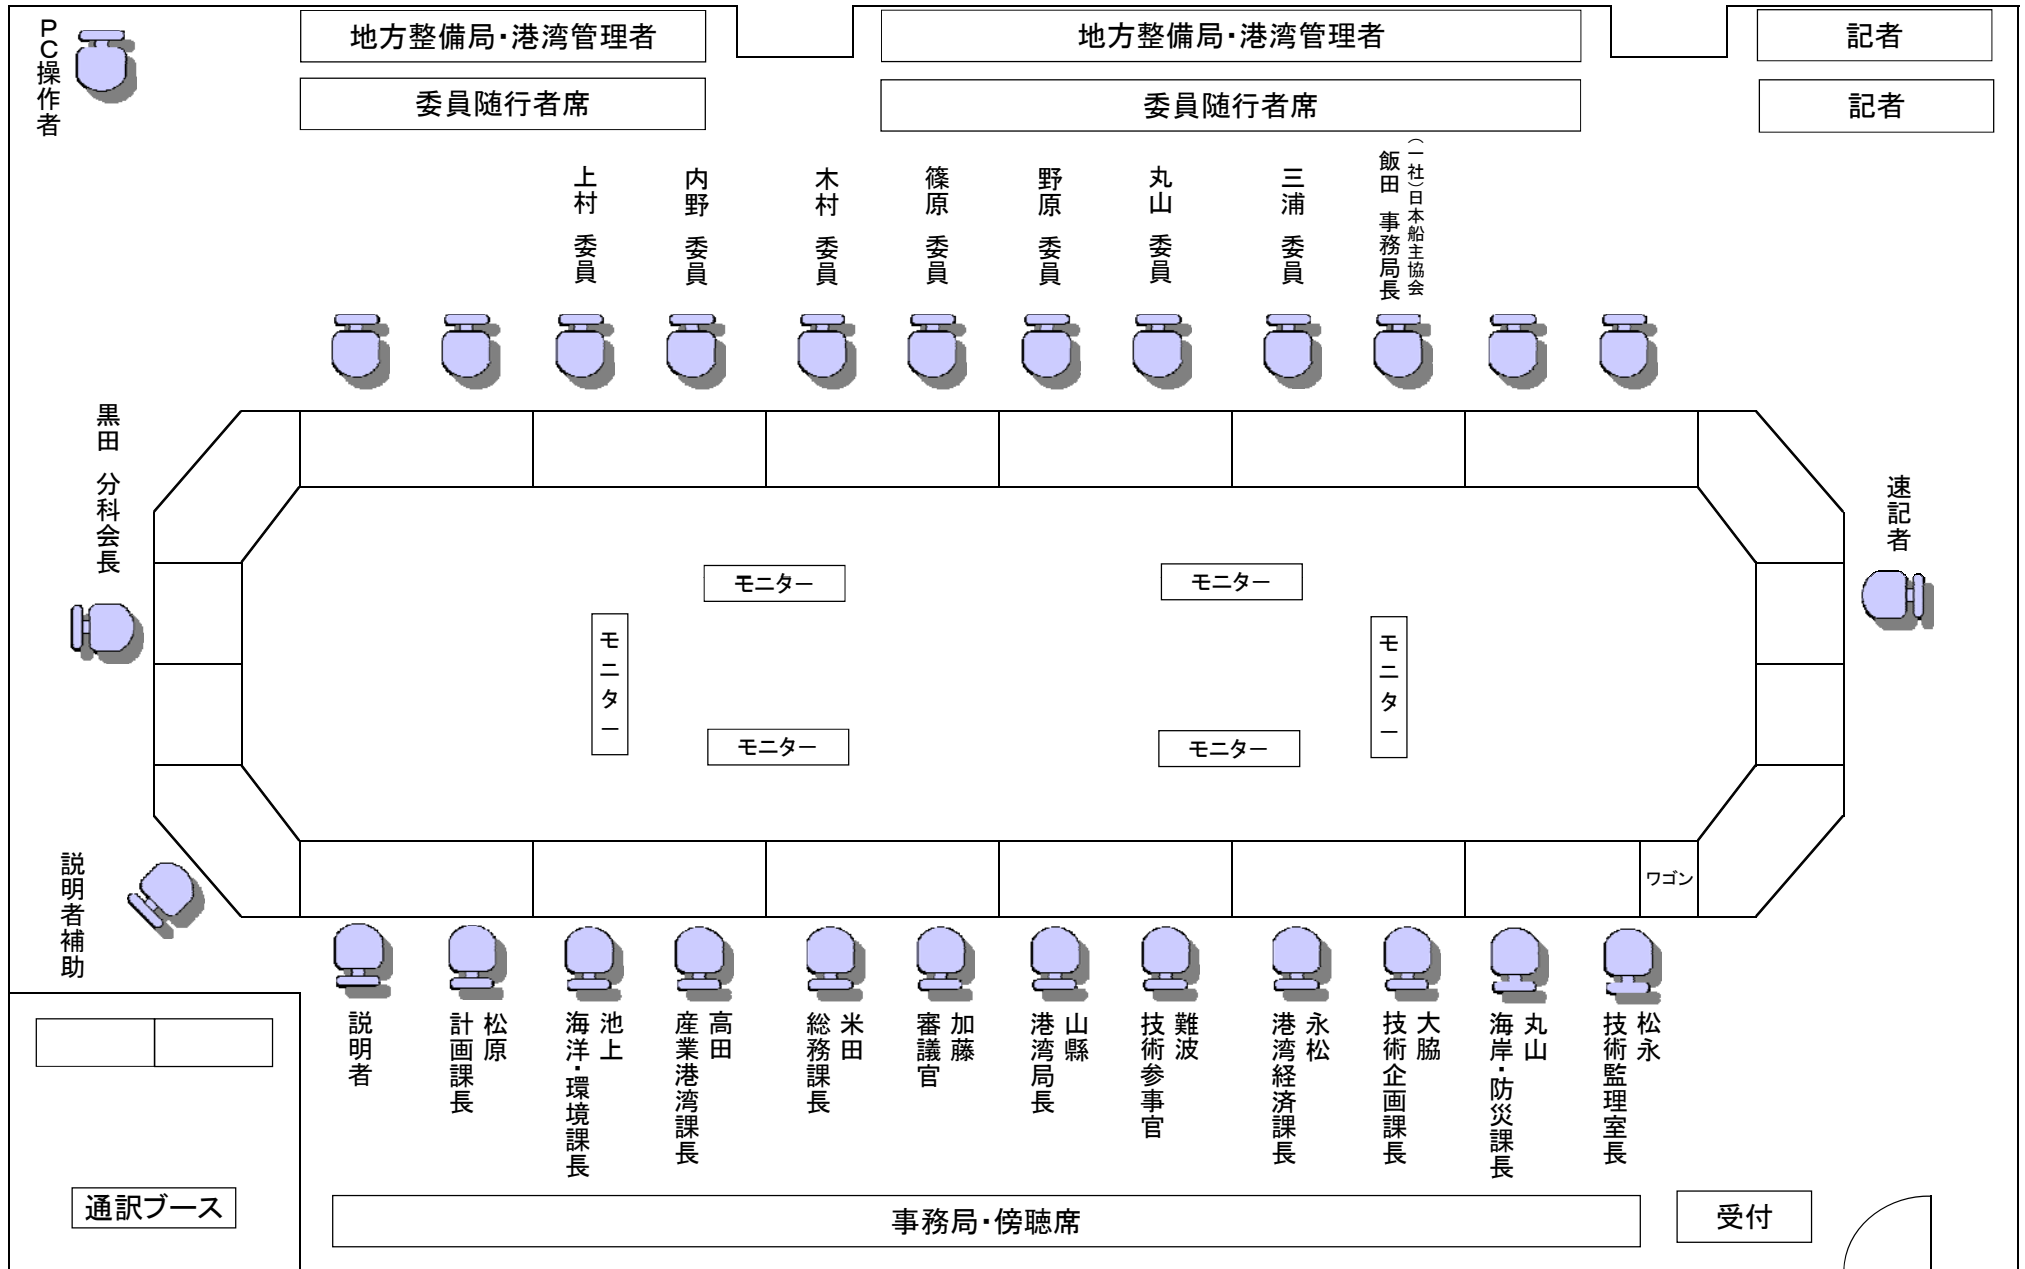 PC操作者
地方整備局・港湾管理者
地方整備局・港湾管理者
記者
委員随行者席
委員随行者席
記者
上村 委員
内野 委員
木村 委員
篠原 委員
野原 委員
丸山 委員
三浦 委員
(一社)日本船主協会
飯田 事務局長
黒田 分科会長
速記者
モニター
モニター
モニター
モニター
モニター
モニター
説明者補助
ワゴン
説明者
松原
計画課長
池上
海洋・環境課長
高田
産業港湾課長
米田
総務課長
加藤
審議官
山縣
港湾局長
難波
技術参事官
永松
港湾経済課長
大脇
技術企画課長
丸山
海岸・防災課長
松永
技術監理室長
通訳ブース
事務局・傍聴席
受付